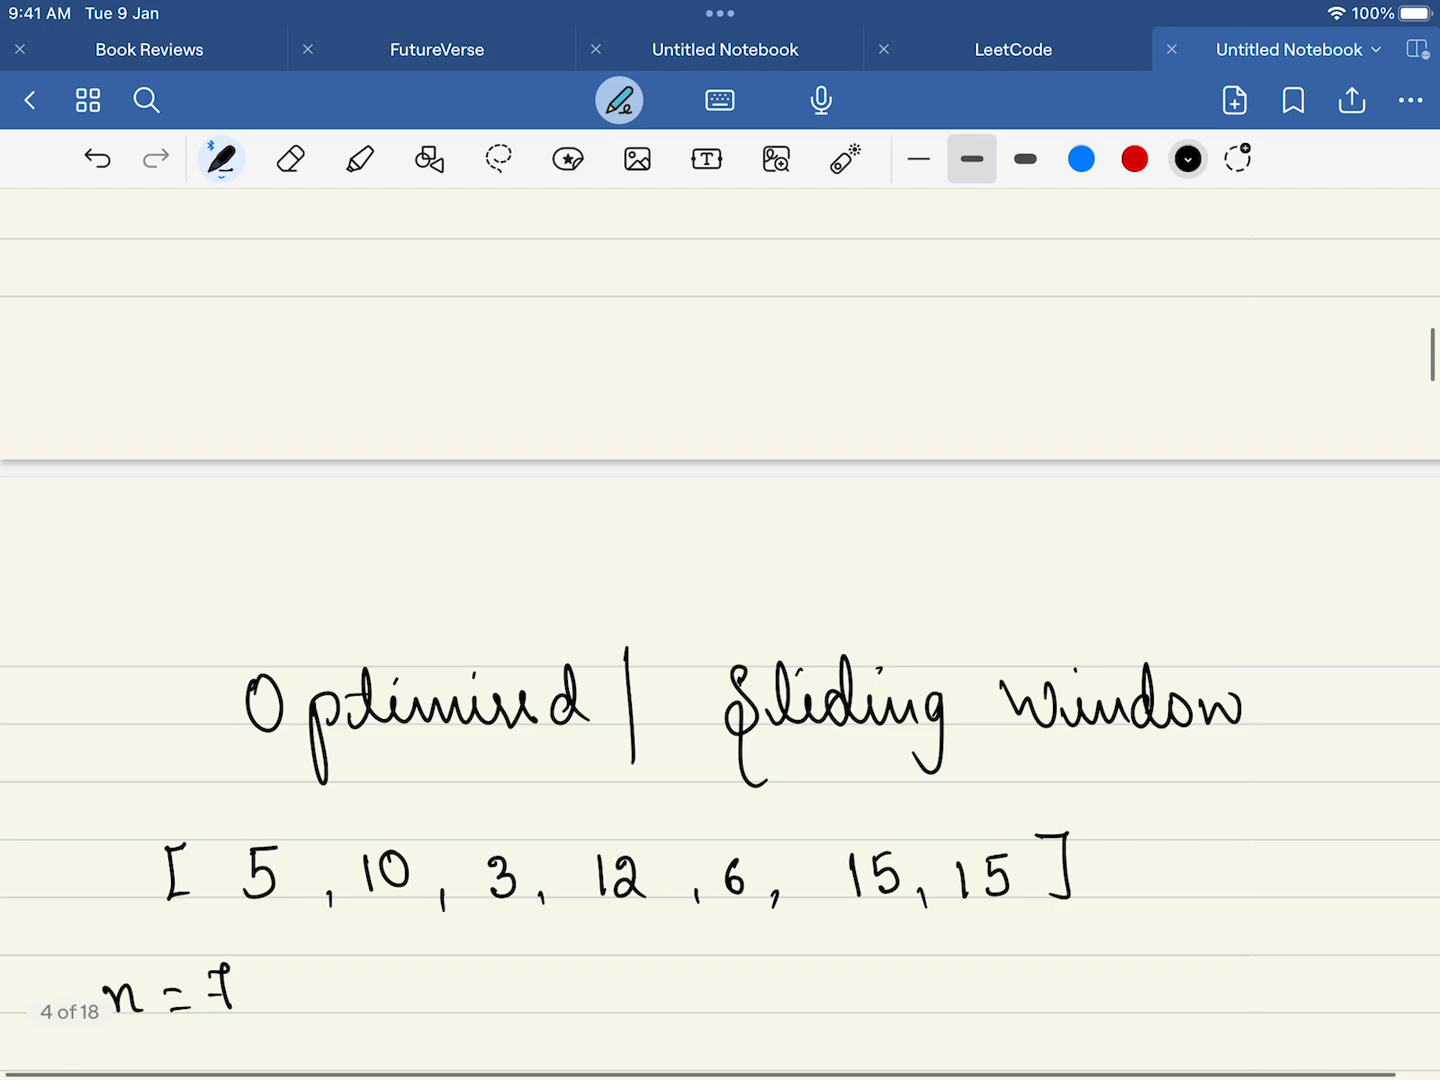 9:41 AM Tue 9 Jan 100%
Book Reviews FutureVerse Untitled Notebook LeetCode Untitled Notebook
Optimised | Sliding Window
[ 5 , 10 , 3 , 12 , 6 , 15 , 15 ]
n = 7
4 of 18